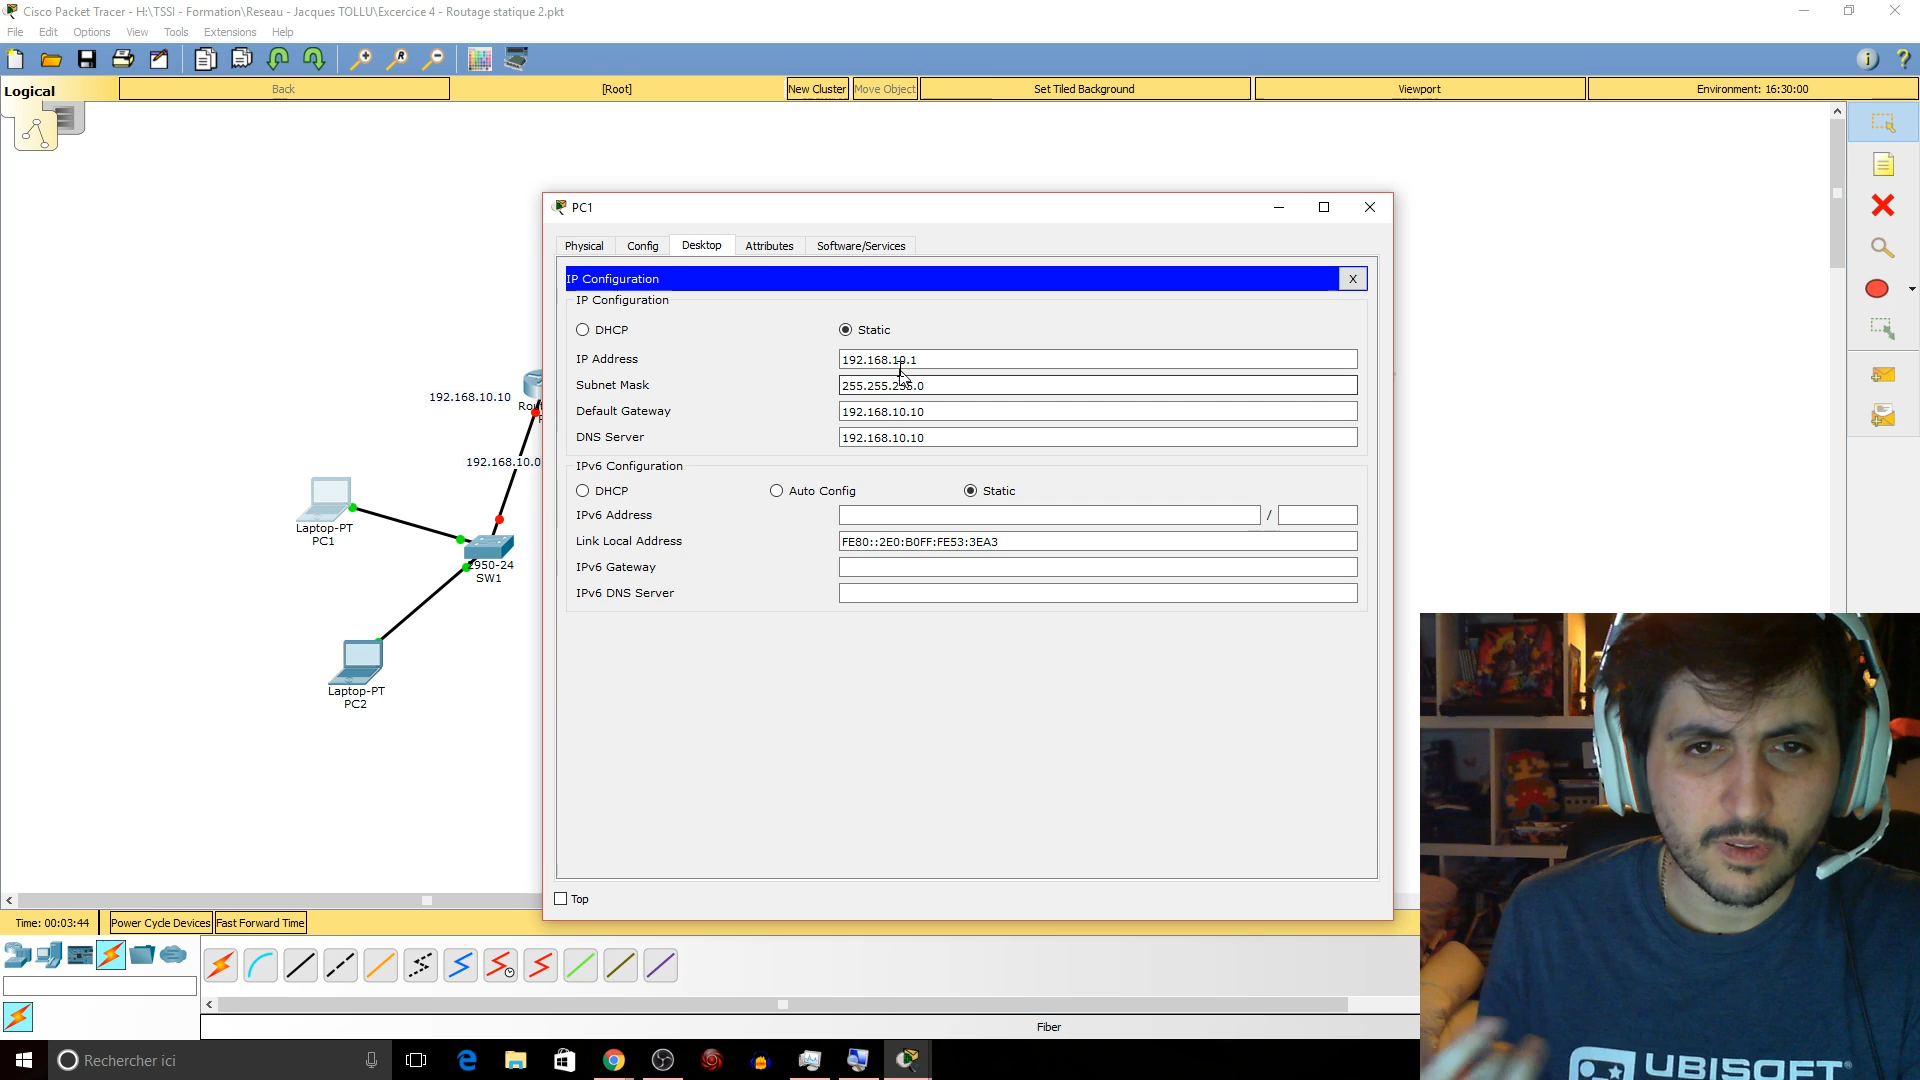 Cisco Packet Tracer - H:\TSSI - Formation\Reseau - Jacques TOLLU\Excercice 4 - Routage statique 2.pkt
File Edit Options View Tools Extensions Help
Logical
Back
[Root]
New Cluster
Move Object
Set Tiled Background
Viewport
Environment: 16:30:00
PC1
Physical
Config
Desktop
Attributes
Software/Services
IP Configuration
X
IP Configuration
DHCP
Static
IP Address
192.168.10.1
Subnet Mask
255.255.255.0
Default Gateway
192.168.10.10
DNS Server
192.168.10.10
IPv6 Configuration
DHCP
Auto Config
Static
IPv6 Address
/
Link Local Address
FE80::2E0:B0FF:FE53:3EA3
IPv6 Gateway
IPv6 DNS Server
Top
192.168.10.10
192.168.10.0
Laptop-PT
PC1
2950-24
SW1
Laptop-PT
PC2
Time: 00:03:44
Power Cycle Devices
Fast Forward Time
Fiber
Rechercher ici
UBISOFT